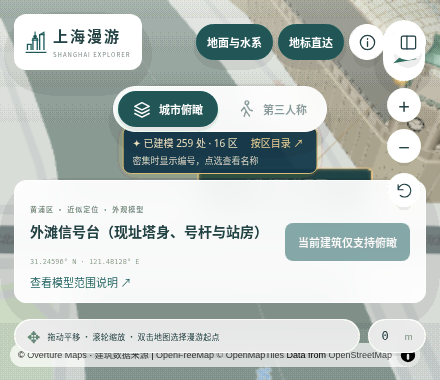 上海漫游
SHANGHAI EXPLORER
地面与水系
地标直达
城市俯瞰
第三人称
✦ 已建模 259 处 · 16 区 按区目录 ↗
密集时显示编号，点选查看名称
黄浦区 · 近似定位 · 外观模型
外滩信号台（现址塔身、号杆与站房）
当前建筑仅支持俯瞰
31.24596° N · 121.48128° E
查看模型范围说明 ↗
拖动平移 · 滚轮缩放 · 双击地图选择漫游起点
0 m
© Overture Maps · 建筑数据来源 | OpenFreeMap © OpenMapTiles Data from OpenStreetMap